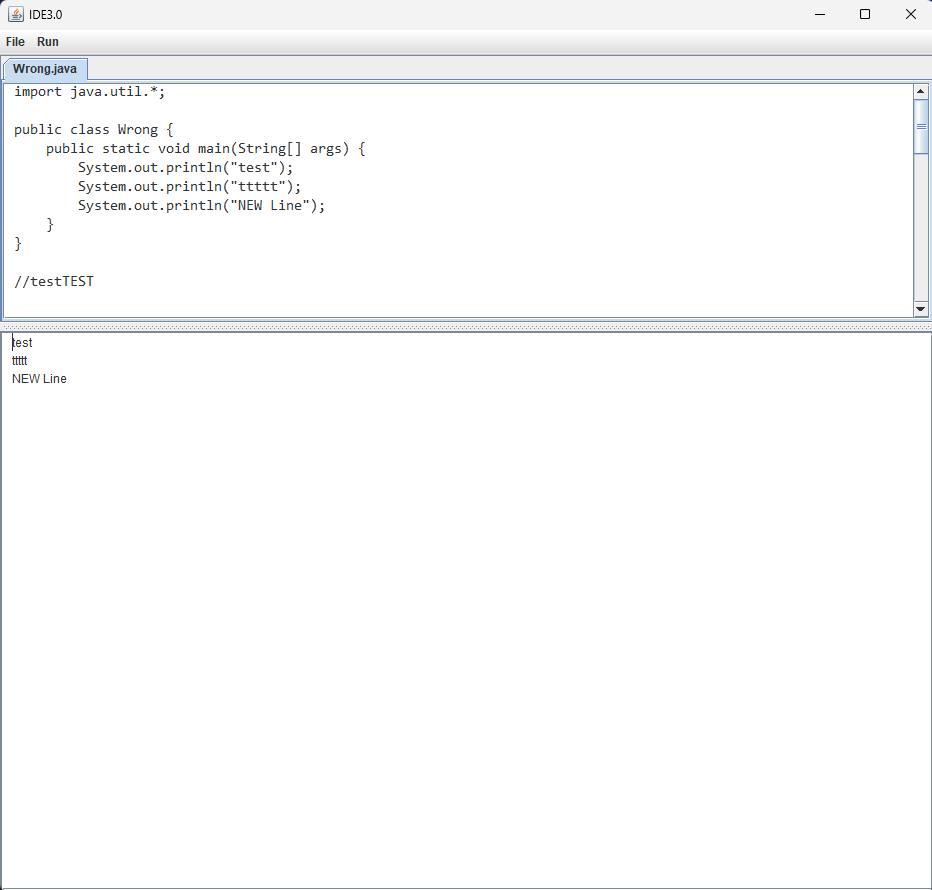 IDE3.0
File Run
Wrong.java
import java.util.*;
public class Wrong {
    public static void main(String[] args) {
        System.out.println("test");
        System.out.println("ttttt");
        System.out.println("NEW Line");
    }
}
//testTEST
test
ttttt
NEW Line